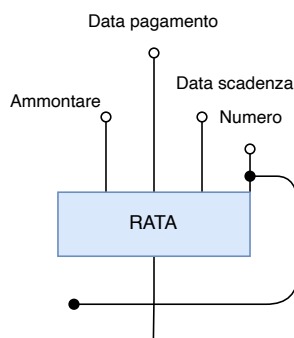 Data pagamento
Data scadenza
Ammontare
Numero
RATA